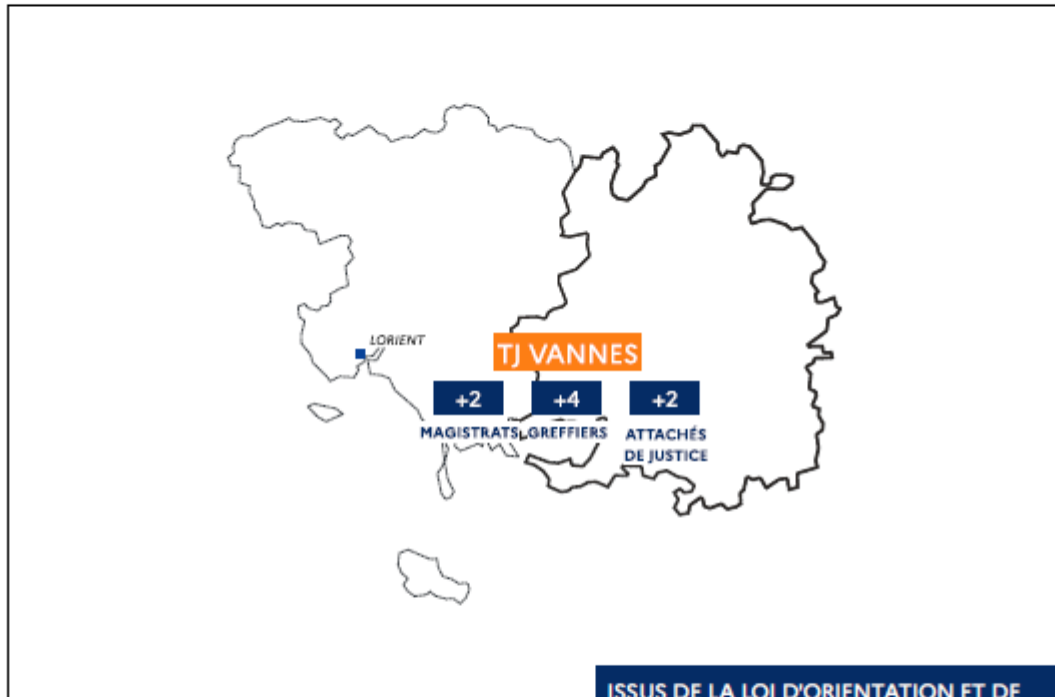 LORIENT
TJ VANNES
+2
+4
+2
MAGISTRATS
GREFFIERS
ATTACHÉS
DE JUSTICE
ISSUS DE LA LOI D'ORIENTATION ET DE